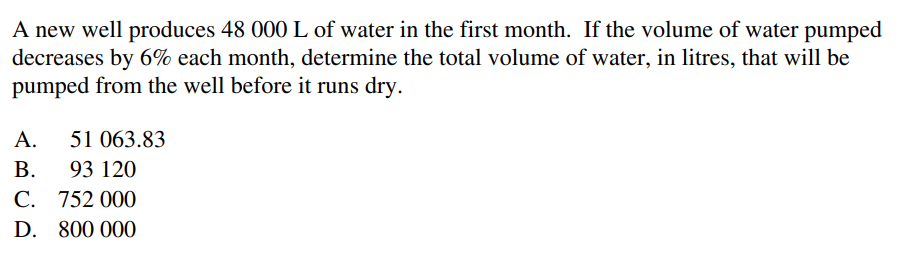 A new well produces 48 000 L of water in the first month.  If the volume of water pumped
decreases by 6% each month, determine the total volume of water, in litres, that will be
pumped from the well before it runs dry.
A. 51 063.83
B. 93 120
C. 752 000
D. 800 000